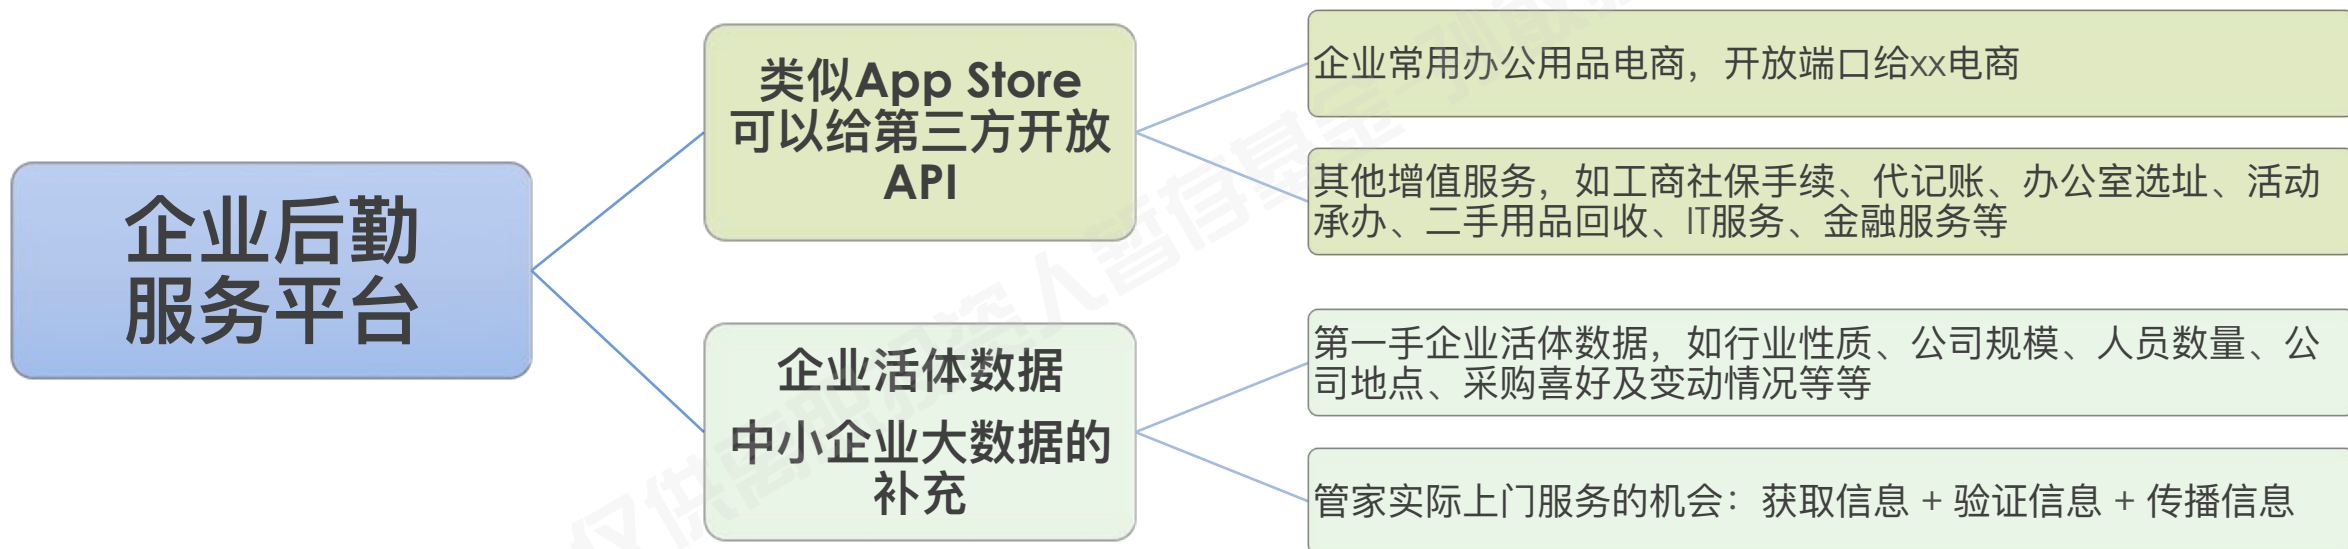 企业后勤
服务平台
类似App Store
可以给第三方开放
API
企业常用办公用品电商，开放端口给xx电商
其他增值服务，如工商社保手续、代记账、办公室选址、活动
承办、二手用品回收、IT服务、金融服务等
企业活体数据
中小企业大数据的
补充
第一手企业活体数据，如行业性质、公司规模、人员数量、公
司地点、采购喜好及变动情况等等
管家实际上门服务的机会：获取信息 + 验证信息 + 传播信息